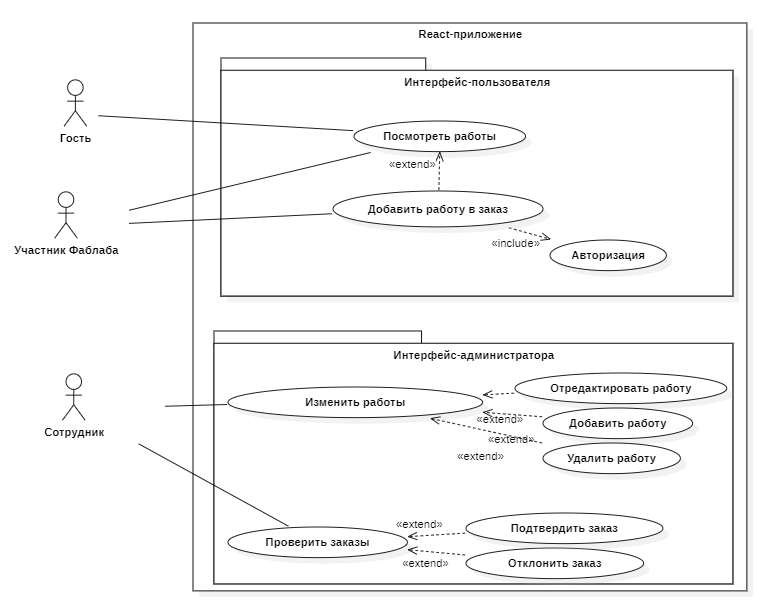 React-приложение
Интерфейс-пользователя
Гость
Посмотреть работы
«extend»
Добавить работу в заказ
Участник Фаблаба
«include»
Авторизация
Интерфейс-администратора
Отредактировать работу
Изменить работы
«extend»
Добавить работу
Сотрудник
«extend»
«extend»
Удалить работу
«extend»
Подтвердить заказ
Проверить заказы
«extend»
Отклонить заказ